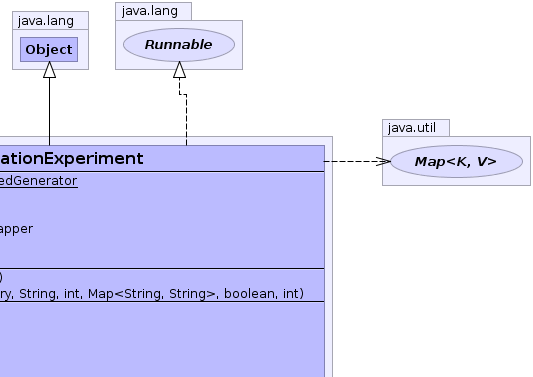 java.lang
Object
java.lang
Runnable
java.util
Map<K, V>
ationExperiment
edGenerator
apper
)
ry, String, int, Map<String, String>, boolean, int)